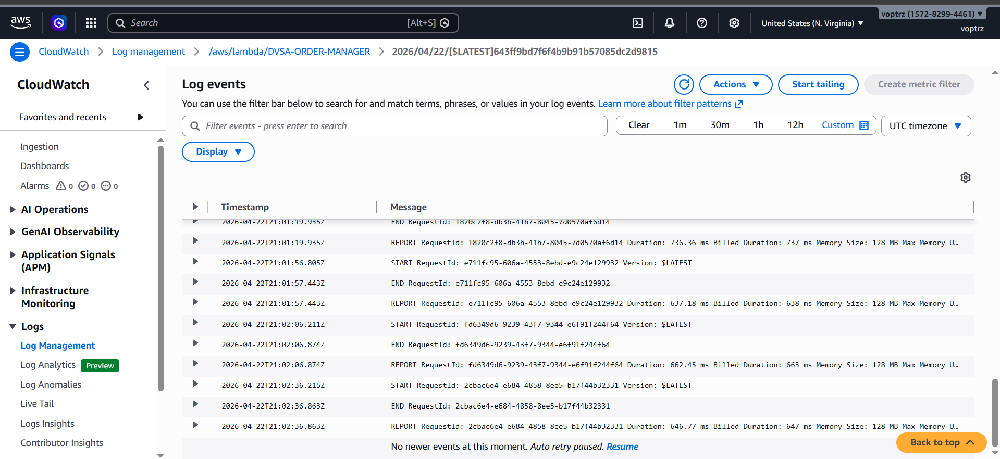 aws
Search [Alt+S]
United States (N. Virginia)
voptrz (1572-8299-4461)
voptrz
CloudWatch
Log management
/aws/lambda/DVSA-ORDER-MANAGER
2026/04/22/[$LATEST]643ff9bd7f6f4b9b91b57085dc2d9815
CloudWatch
Favorites and recents
Ingestion
Dashboards
Alarms 0 0 0
AI Operations
GenAI Observability
Application Signals
(APM)
Infrastructure
Monitoring
Logs
Log Management
Log Analytics Preview
Log Anomalies
Live Tail
Logs Insights
Contributor Insights
Log events
Actions
Start tailing
Create metric filter
You can use the filter bar below to search for and match terms, phrases, or values in your log events. Learn more about filter patterns
Filter events - press enter to search
Clear 1m 30m 1h 12h Custom
UTC timezone
Display
Timestamp Message
2026-04-22T21:01:19.935Z END RequestId: 1820c2f8-db3b-41b7-8045-7d0570af6d14
2026-04-22T21:01:19.935Z REPORT RequestId: 1820c2f8-db3b-41b7-8045-7d0570af6d14 Duration: 736.36 ms Billed Duration: 737 ms Memory Size: 128 MB Max Memory U…
2026-04-22T21:01:56.805Z START RequestId: e711fc95-606a-4553-8ebd-e9c24e129932 Version: $LATEST
2026-04-22T21:01:57.443Z END RequestId: e711fc95-606a-4553-8ebd-e9c24e129932
2026-04-22T21:01:57.443Z REPORT RequestId: e711fc95-606a-4553-8ebd-e9c24e129932 Duration: 637.18 ms Billed Duration: 638 ms Memory Size: 128 MB Max Memory U…
2026-04-22T21:02:06.211Z START RequestId: fd6349d6-9239-43f7-9344-e6f91f244f64 Version: $LATEST
2026-04-22T21:02:06.874Z END RequestId: fd6349d6-9239-43f7-9344-e6f91f244f64
2026-04-22T21:02:06.874Z REPORT RequestId: fd6349d6-9239-43f7-9344-e6f91f244f64 Duration: 662.45 ms Billed Duration: 663 ms Memory Size: 128 MB Max Memory U…
2026-04-22T21:02:36.215Z START RequestId: 2cbac6e4-e684-4858-8ee5-b17f44b32331 Version: $LATEST
2026-04-22T21:02:36.863Z END RequestId: 2cbac6e4-e684-4858-8ee5-b17f44b32331
2026-04-22T21:02:36.863Z REPORT RequestId: 2cbac6e4-e684-4858-8ee5-b17f44b32331 Duration: 646.77 ms Billed Duration: 647 ms Memory Size: 128 MB Max Memory U…
No newer events at this moment. Auto retry paused. Resume
Back to top